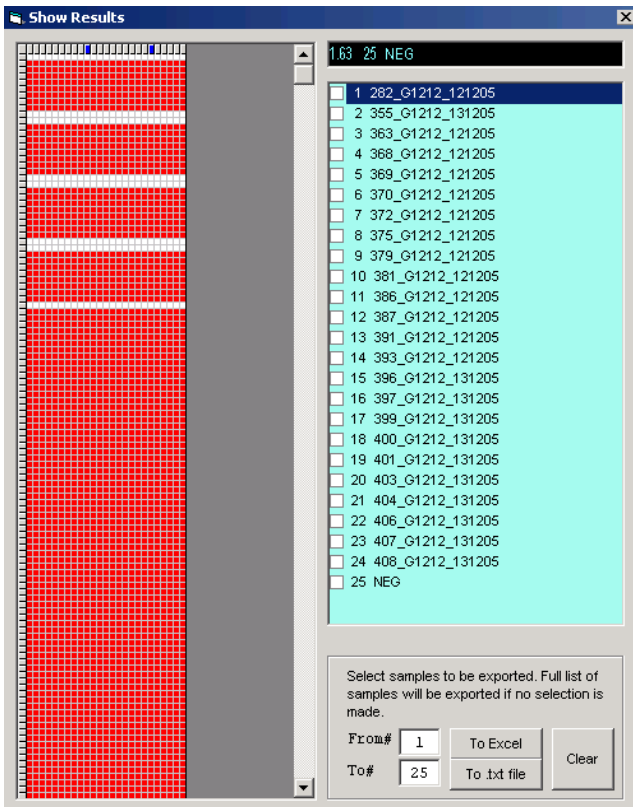 Show Results
1.63 25 NEG
1 282_G1212_121205
2 355_G1212_131205
3 363_G1212_121205
4 368_G1212_121205
5 369_G1212_121205
6 370_G1212_121205
7 372_G1212_121205
8 375_G1212_121205
9 379_G1212_121205
10 381_G1212_121205
11 386_G1212_121205
12 387_G1212_121205
13 391_G1212_121205
14 393_G1212_121205
15 396_G1212_131205
16 397_G1212_131205
17 399_G1212_131205
18 400_G1212_131205
19 401_G1212_131205
20 403_G1212_131205
21 404_G1212_131205
22 406_G1212_131205
23 407_G1212_131205
24 408_G1212_131205
25 NEG
Select samples to be exported. Full list of
samples will be exported if no selection is
made.
From# 1 To Excel
Clear
To# 25 To .txt file